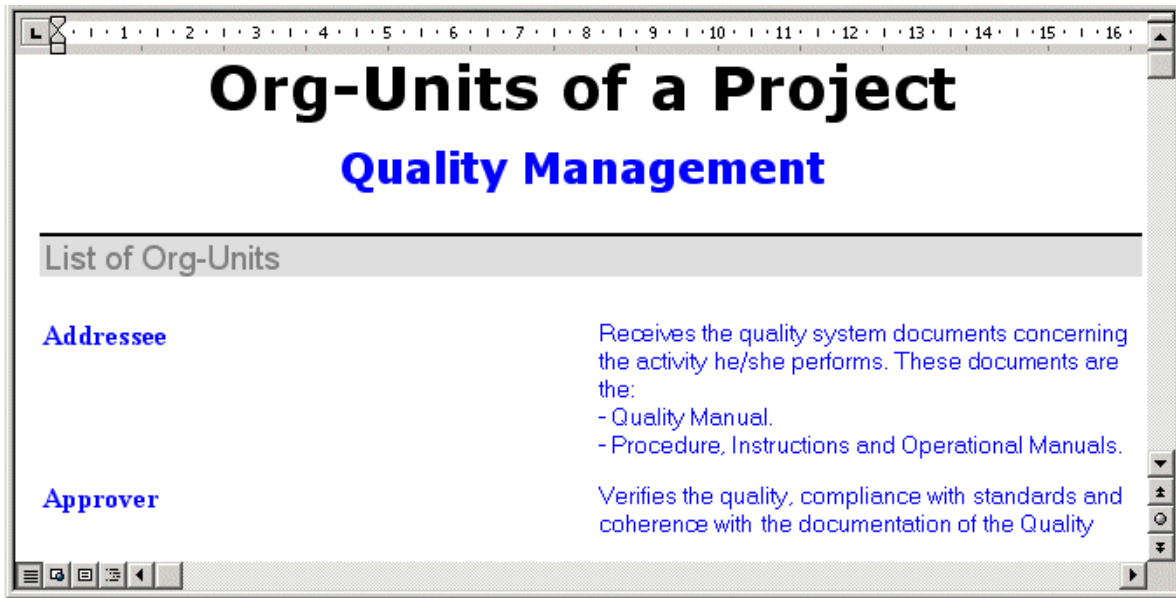 1 2 3 4 5 6 7 8 9 10 11 12 13 14 15 16
Org-Units of a Project
Quality Management
List of Org-Units
Addressee
Receives the quality system documents concerning
the activity he/she performs. These documents are
the:
- Quality Manual.
- Procedure, Instructions and Operational Manuals.
Approver
Verifies the quality, compliance with standards and
coherence with the documentation of the Quality